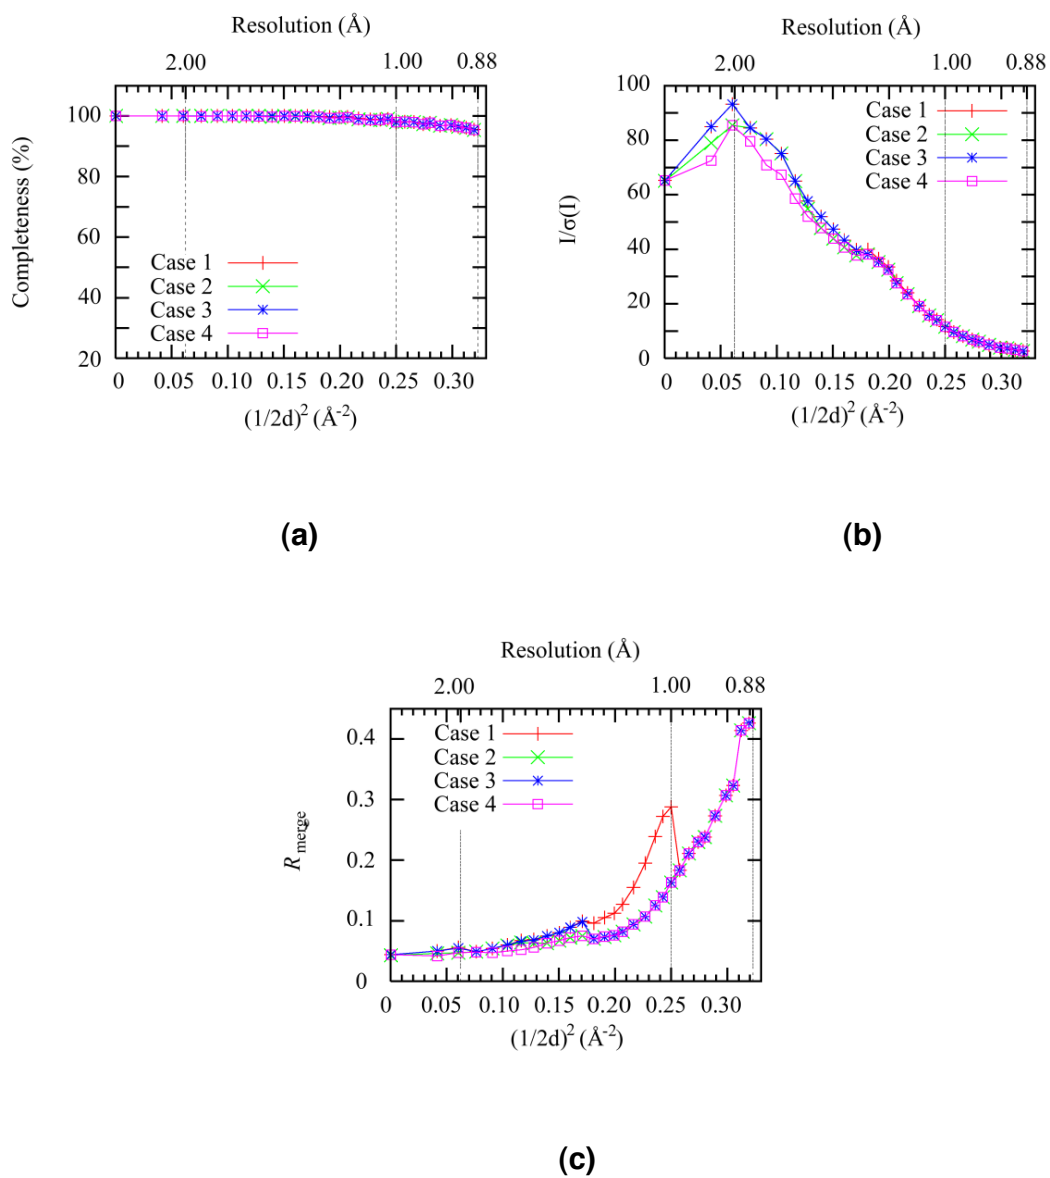 Resolution (Å)
2.00 1.00 0.88
100
80
60
40
20
Completeness (%)
Case 1
Case 2
Case 3
Case 4
0 0.05 0.10 0.15 0.20 0.25 0.30
(1/2d)² (Å⁻²)
(a)
Resolution (Å)
2.00 1.00 0.88
100
80
60
40
20
0
I/σ(I)
Case 1
Case 2
Case 3
Case 4
0 0.05 0.10 0.15 0.20 0.25 0.30
(1/2d)² (Å⁻²)
(b)
Resolution (Å)
2.00 1.00 0.88
0.4
0.3
0.2
0.1
0
R merge
Case 1
Case 2
Case 3
Case 4
0 0.05 0.10 0.15 0.20 0.25 0.30
(1/2d)² (Å⁻²)
(c)